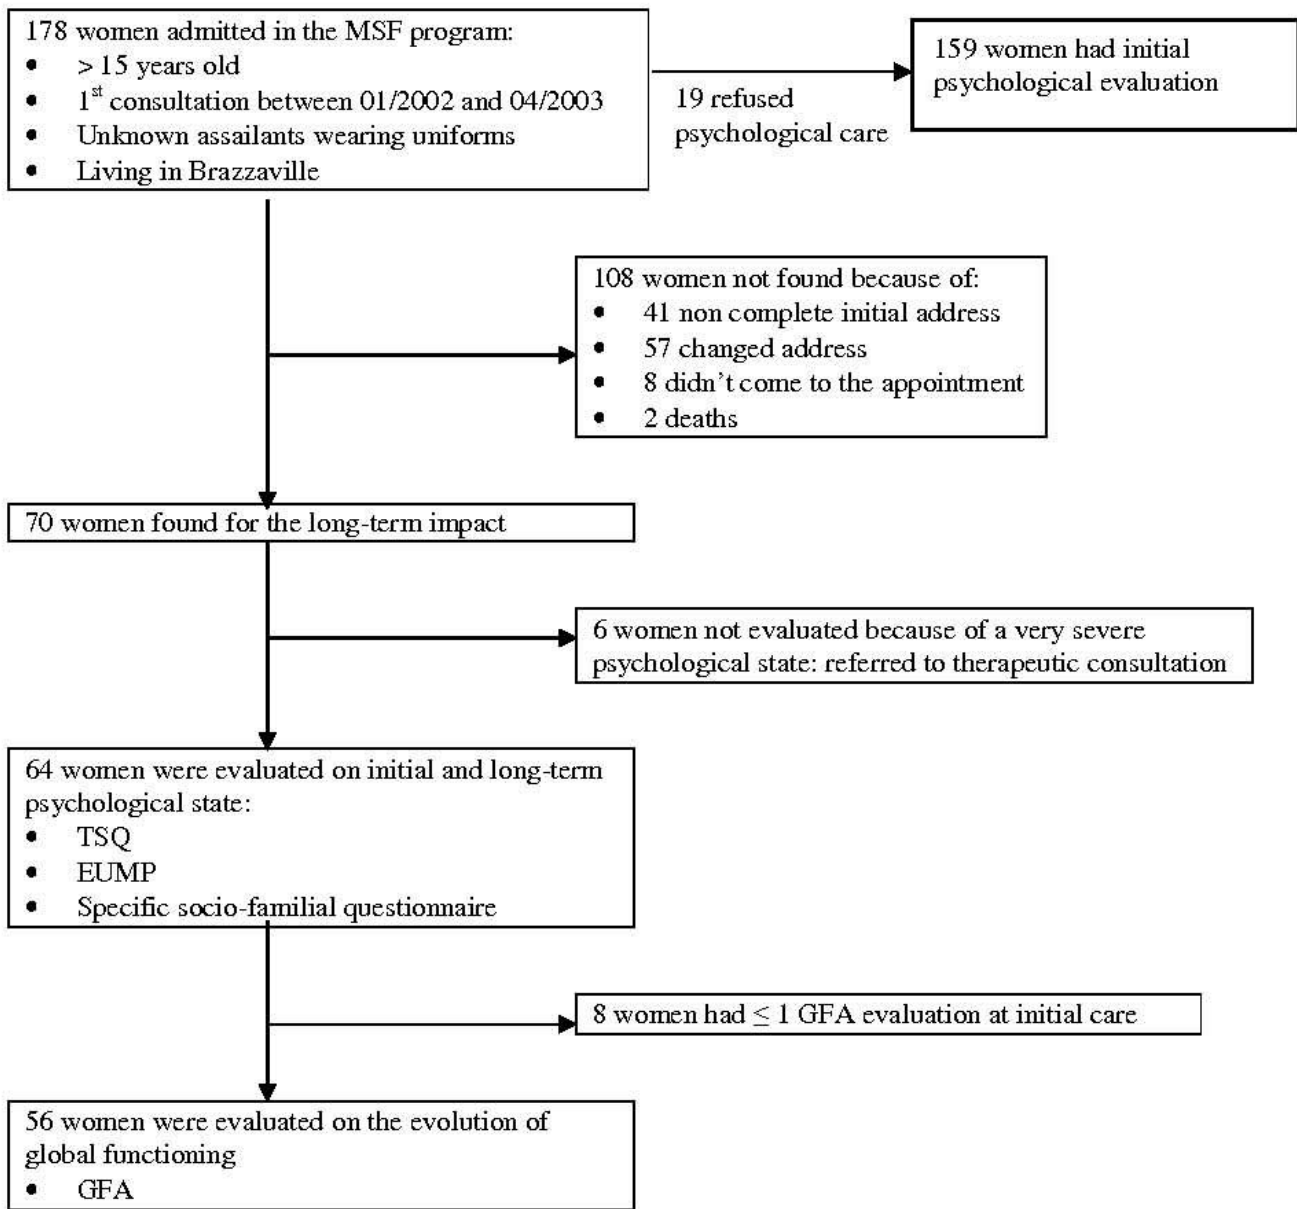 178 women admitted in the MSF program:
• > 15 years old
• 1st consultation between 01/2002 and 04/2003
• Unknown assailants wearing uniforms
• Living in Brazzaville
19 refused
psychological care
159 women had initial
psychological evaluation
108 women not found because of:
• 41 non complete initial address
• 57 changed address
• 8 didn't come to the appointment
• 2 deaths
70 women found for the long-term impact
6 women not evaluated because of a very severe
psychological state: referred to therapeutic consultation
64 women were evaluated on initial and long-term
psychological state:
• TSQ
• EUMP
• Specific socio-familial questionnaire
8 women had ≤ 1 GFA evaluation at initial care
56 women were evaluated on the evolution of
global functioning
• GFA